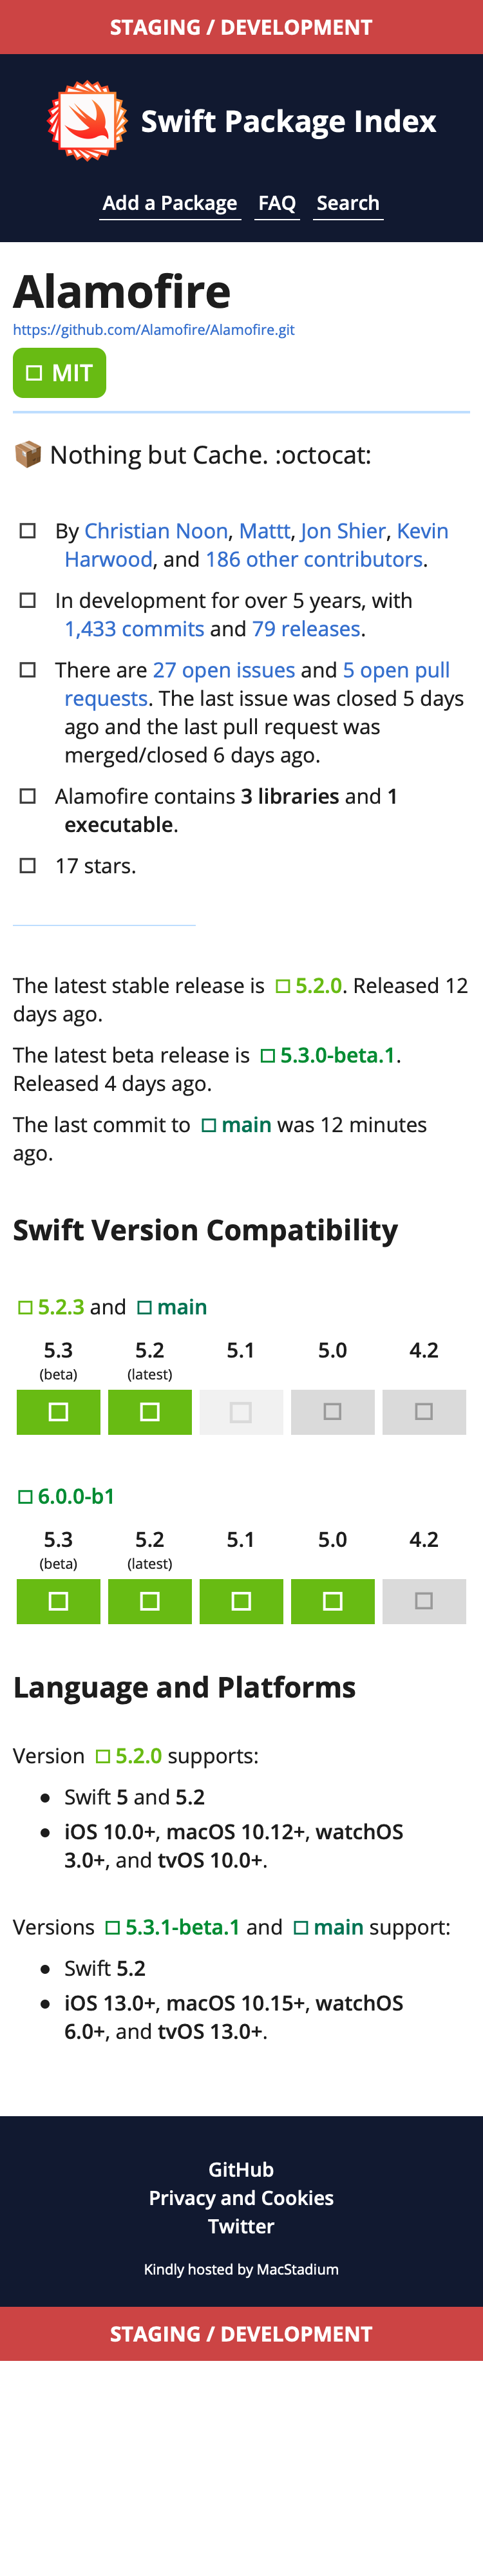 STAGING / DEVELOPMENT
Swift Package Index
Add a Package FAQ Search
Alamofire
https://github.com/Alamofire/Alamofire.git
MIT
Nothing but Cache. :octocat:
By Christian Noon, Mattt, Jon Shier, Kevin
Harwood, and 186 other contributors.
In development for over 5 years, with
1,433 commits and 79 releases.
There are 27 open issues and 5 open pull
requests. The last issue was closed 5 days
ago and the last pull request was
merged/closed 6 days ago.
Alamofire contains 3 libraries and 1
executable.
17 stars.
The latest stable release is 5.2.0. Released 12
days ago.
The latest beta release is 5.3.0-beta.1.
Released 4 days ago.
The last commit to main was 12 minutes
ago.
Swift Version Compatibility
5.2.3 and main
5.3 5.2 5.1 5.0 4.2
(beta) (latest)
6.0.0-b1
5.3 5.2 5.1 5.0 4.2
(beta) (latest)
Language and Platforms
Version 5.2.0 supports:
Swift 5 and 5.2
iOS 10.0+, macOS 10.12+, watchOS
3.0+, and tvOS 10.0+.
Versions 5.3.1-beta.1 and main support:
Swift 5.2
iOS 13.0+, macOS 10.15+, watchOS
6.0+, and tvOS 13.0+.
GitHub
Privacy and Cookies
Twitter
Kindly hosted by MacStadium
STAGING / DEVELOPMENT